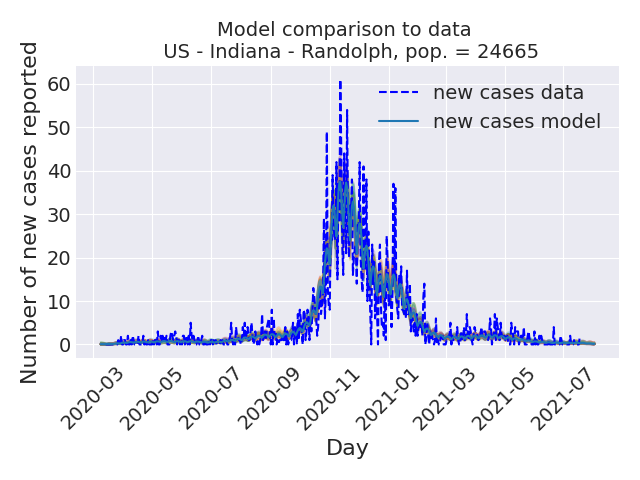 Model comparison to data
US - Indiana - Randolph, pop. = 24665
Number of new cases reported
60
50
40
30
20
10
0
new cases data
new cases model
2020-03
2020-05
2020-07
2020-09
2020-11
2021-01
2021-03
2021-05
2021-07
Day